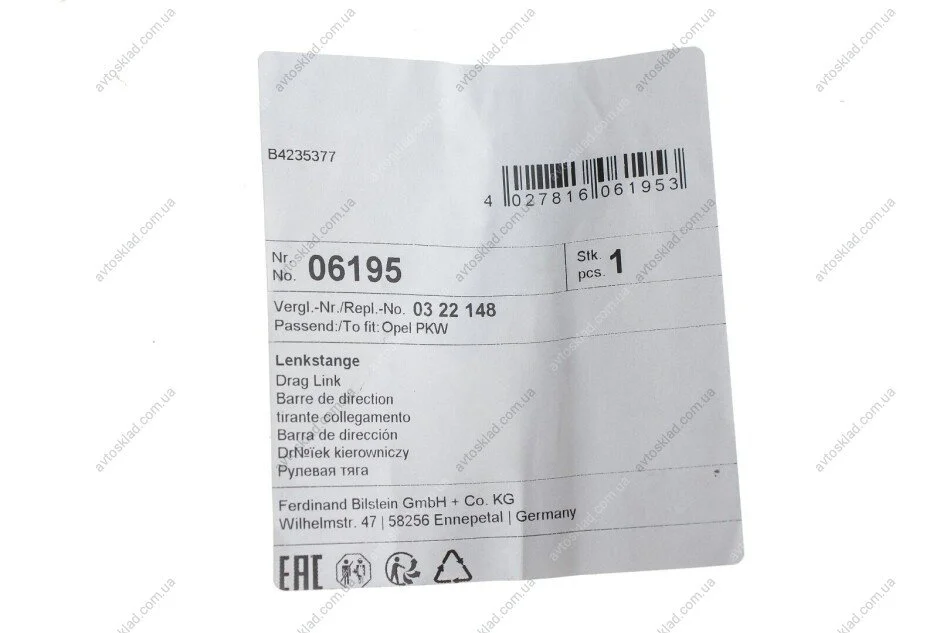 B4235377
4 027816 061953
Nr.
No. 06195
Stk.
pcs. 1
Vergl.-Nr./Repl.-No. 03 22 148
Passend:/To fit: Opel PKW
Lenkstange
Drag Link
Barre de direction
tirante collegamento
Barra de dirección
Dr№їek kierowniczy
Рулевая тяга
Ferdinand Bilstein GmbH + Co. KG
Wilhelmstr. 47 | 58256 Ennepetal | Germany
EAC
avtosklad.com.ua